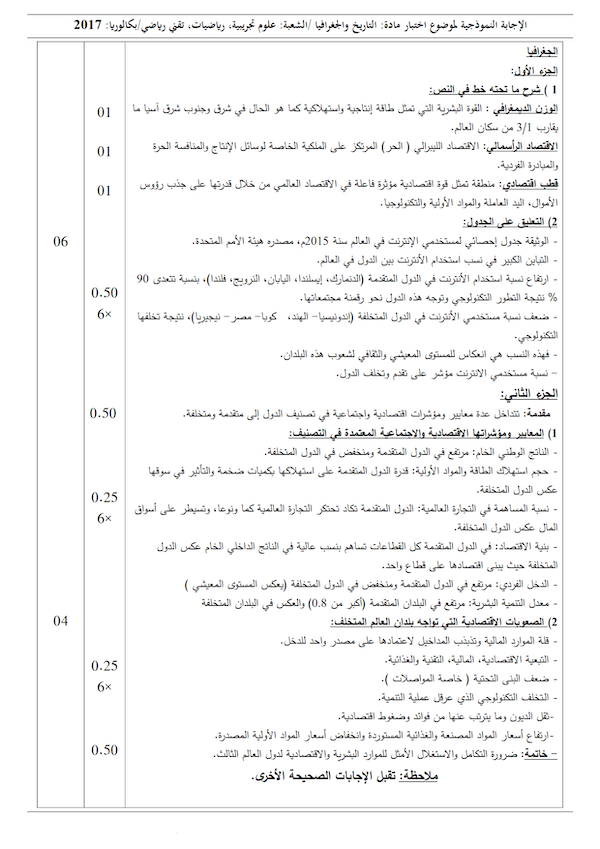 الإجابة النموذجية لموضوع اختبار مادة: التاريخ والجغرافيا /الشعبة: علوم تجريبية، رياضيات، تقني رياضي/بكالوريا: 2017
الجغرافيا
الجزء الأول:
1 ) شرح ما تحته خط في النص:
الوزن الديمغرافي : القوة البشرية التي تمثل طاقة إنتاجية واستهلاكية كما هو الحال في شرق وجنوب شرق آسيا ما
01
يقارب 3/1 من سكان العالم.
الاقتصاد الرأسمالي: الاقتصاد الليبرالي ( الحر) المرتكز على الملكية الخاصة لوسائل الإنتاج والمنافسة الحرة
01
والمبادرة الفردية.
قطب اقتصادي: منطقة تمثل قوة اقتصادية مؤثرة فاعلة في الاقتصاد العالمي من خلال قدرتها على جذب رؤوس
01
الأموال، اليد العاملة والمواد الأولية والتكنولوجيا.
2) التعليق على الجدول:
- الوثيقة جدول إحصائي لمستخدمي الإنترنت في العالم سنة 2015م، مصدره هيئة الأمم المتحدة.
06
- التباين الكبير في نسب استخدام الأنترنت بين الدول في العالم.
- ارتفاع نسبة استخدام الأنترنت في الدول المتقدمة (الدنمارك، إيسلندا، اليابان، النرويج، فلندا)، بنسبة تتعدى 90
0.50
% نتيجة التطور التكنولوجي وتوجه هذه الدول نحو رقمنة مجتمعاتها.
6×
- ضعف نسبة مستخدمي الأنترنت في الدول المتخلفة (إندونيسيا– الهند، كوبا– مصر– نيجيريا)، نتيجة تخلفها
التكنولوجي.
- فهذه النسب هي انعكاس للمستوى المعيشي والثقافي لشعوب هذه البلدان.
– نسبة مستخدمي الانترنت مؤشر على تقدم وتخلف الدول.
الجزء الثاني:
مقدمة: تتداخل عدة معايير ومؤشرات اقتصادية واجتماعية في تصنيف الدول إلى متقدمة ومتخلفة.
0.50
1) المعايير ومؤشراتها الاقتصادية والاجتماعية المعتمدة في التصنيف:
- الناتج الوطني الخام: مرتفع في الدول المتقدمة ومنخفض في الدول المتخلفة.
- حجم استهلاك الطاقة والمواد الأولية: قدرة الدول المتقدمة على استهلاكها بكميات ضخمة والتأثير في سوقها
عكس الدول المتخلفة.
0.25
- نسبة المساهمة في التجارة العالمية: الدول المتقدمة تكاد تحتكر التجارة العالمية كما ونوعا، وتسيطر على أسواق
6×
المال عكس الدول المتخلفة.
- بنية الاقتصاد: في الدول المتقدمة كل القطاعات تساهم بنسب عالية في الناتج الداخلي الخام عكس الدول
المتخلفة حيث يبنى اقتصادها على قطاع واحد.
- الدخل الفردي: مرتفع في الدول المتقدمة ومنخفض في الدول المتخلفة (يعكس المستوى المعيشي )
- معدل التنمية البشرية: مرتفع في البلدان المتقدمة (أكبر من 0.8) والعكس في البلدان المتخلفة
2) الصعوبات الاقتصادية التي تواجه بلدان العالم المتخلف:
04
- قلة الموارد المالية وتذبذب المداخيل لاعتمادها على مصدر واحد للدخل.
- التبعية الاقتصادية، المالية، التقنية والغذائية.
0.25
- ضعف البنى التحتية ( خاصة المواصلات ).
6×
- التخلف التكنولوجي الذي عرقل عملية التنمية.
-ثقل الديون وما يترتب عنها من فوائد وضغوط اقتصادية.
-ارتفاع أسعار المواد المصنعة والغذائية المستوردة وانخفاض أسعار المواد الأولية المصدرة.
– خاتمة: ضرورة التكامل والاستغلال الأمثل للموارد البشرية والاقتصادية لدول العالم الثالث.
0.50
ملاحظة: تقبل الإجابات الصحيحة الأخرى.